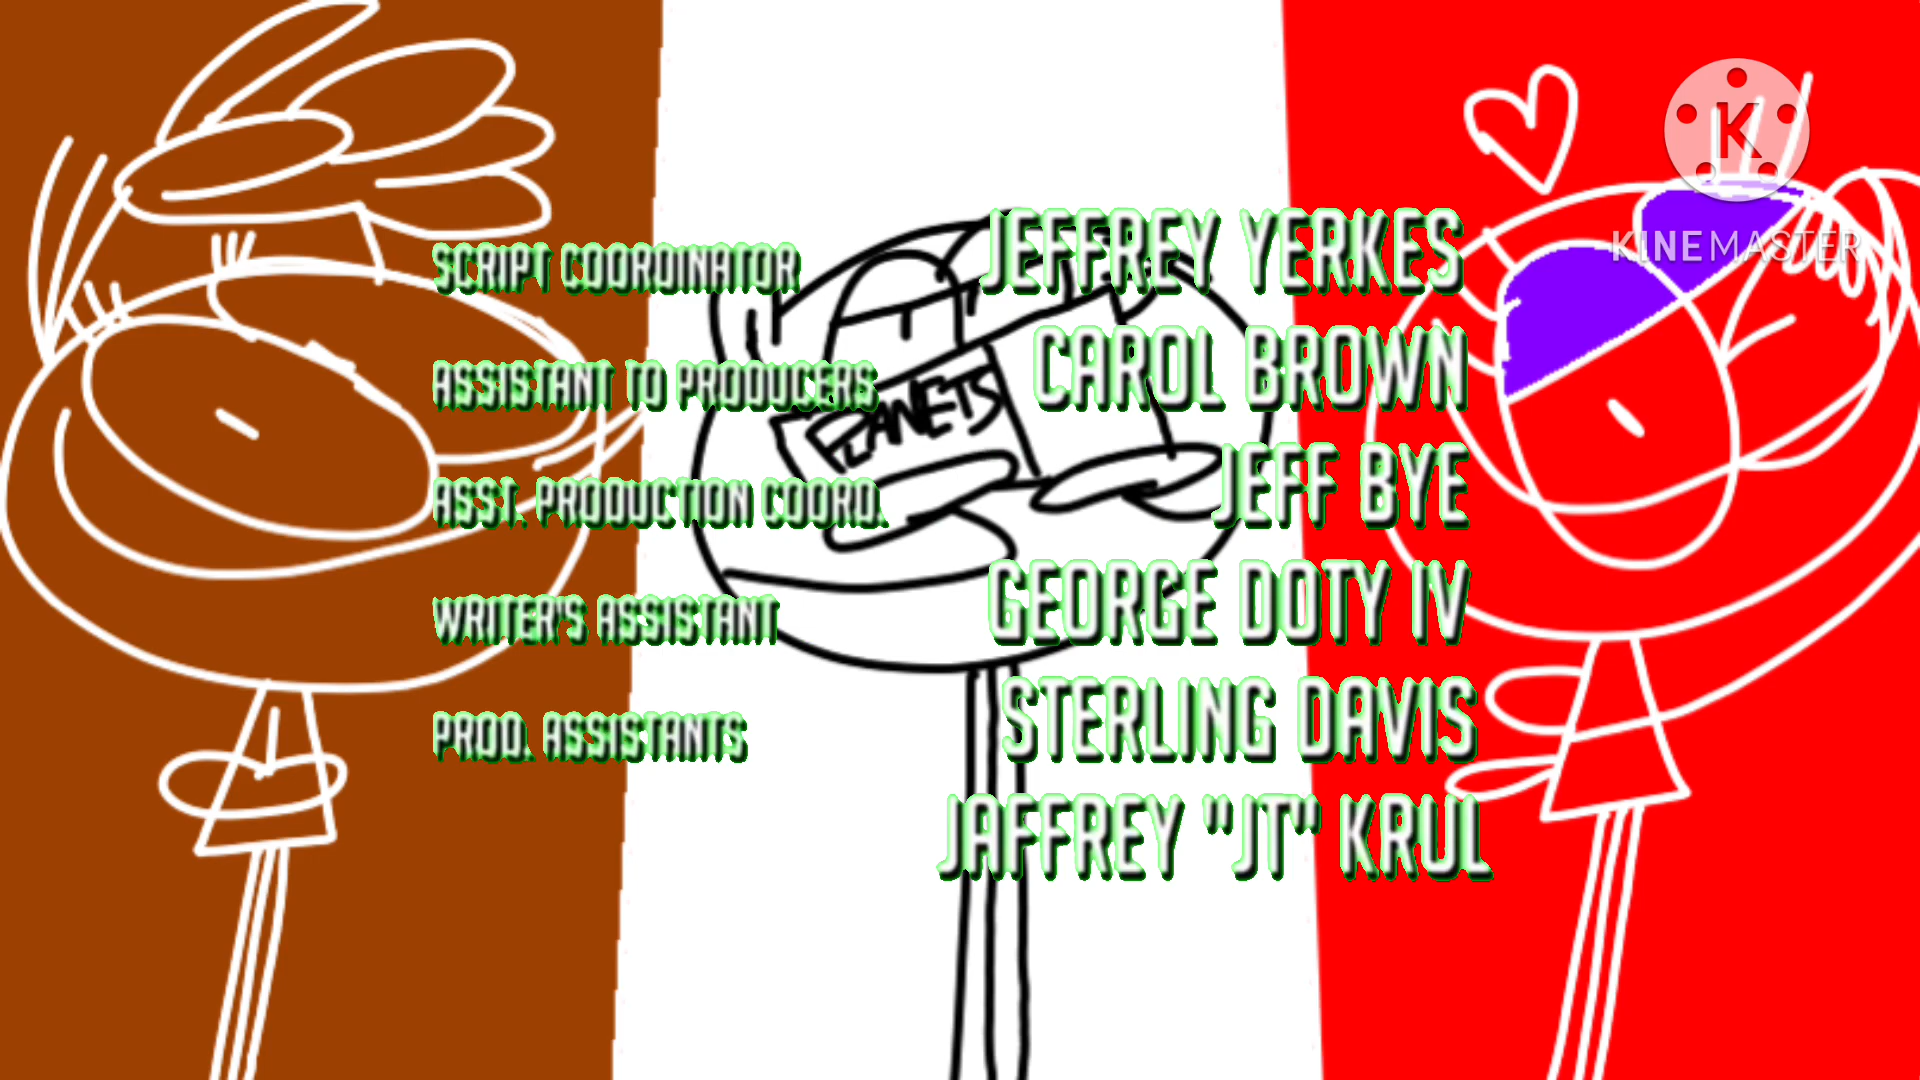 SCRIPT COORDINATOR JEFFREY YERKES
ASSISTANT TO PRODUCERS CAROL BROWN
ASST. PRODUCTION COORD. JEFF BYE
WRITER'S ASSISTANT GEORGE DOTY IV
PROD. ASSISTANTS STERLING DAVIS
JAFFREY "JT" KRUL
PLANETS
K
KINEMASTER